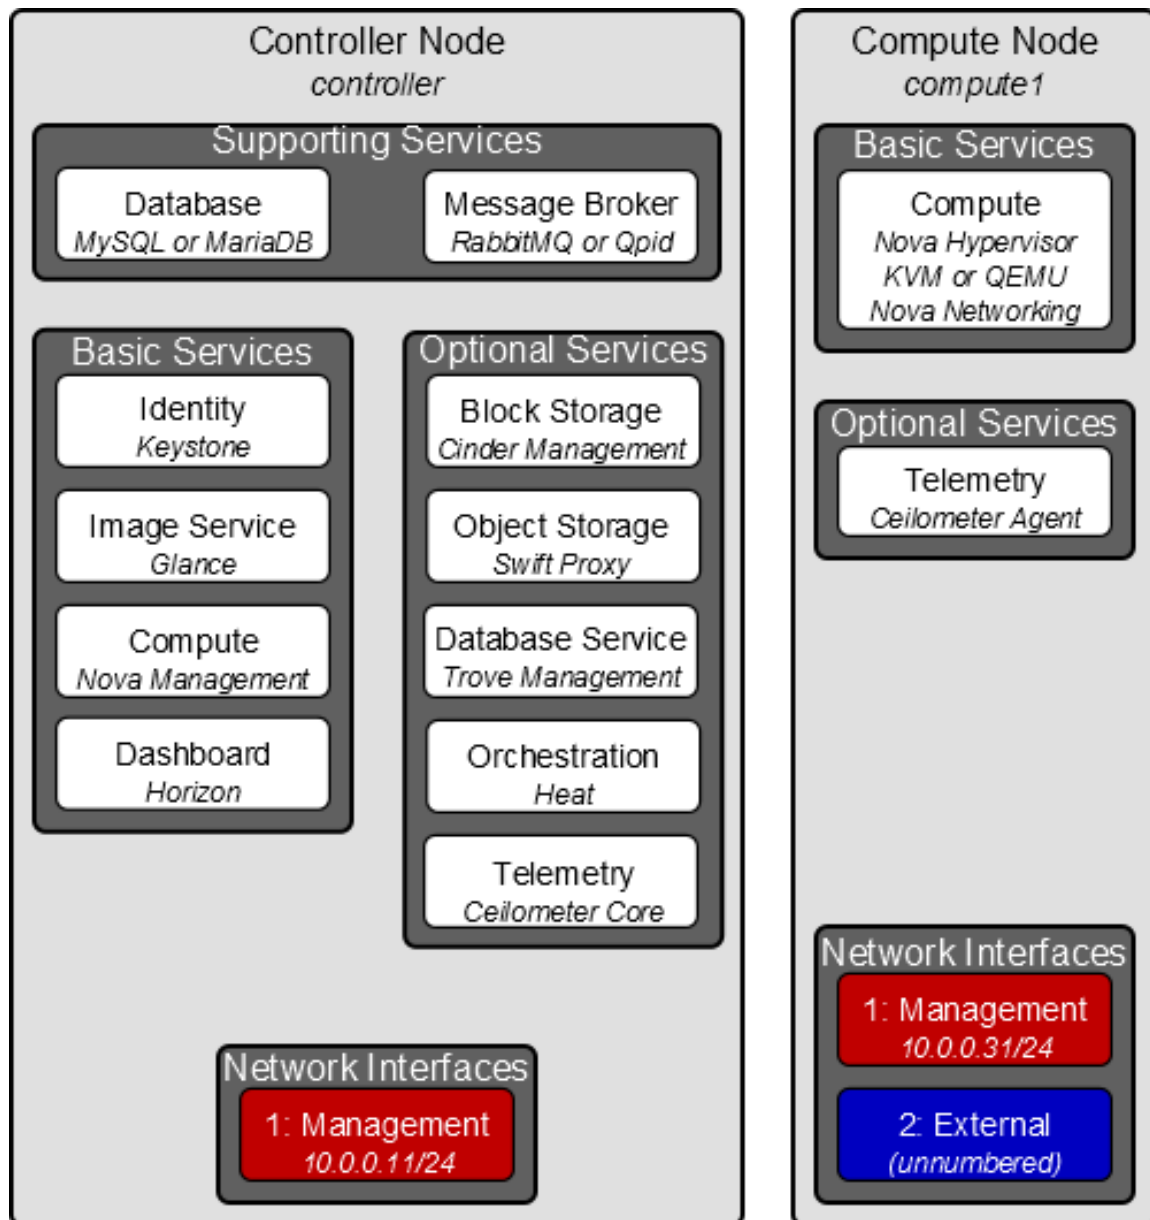 Controller Node
controller
Supporting Services
Database
MySQL or MariaDB
Message Broker
RabbitMQ or Qpid
Basic Services
Identity
Keystone
Image Service
Glance
Compute
Nova Management
Dashboard
Horizon
Optional Services
Block Storage
Cinder Management
Object Storage
Swift Proxy
Database Service
Trove Management
Orchestration
Heat
Telemetry
Ceilometer Core
Network Interfaces
1: Management
10.0.0.11/24
Compute Node
compute1
Basic Services
Compute
Nova Hypervisor
KVM or QEMU
Nova Networking
Optional Services
Telemetry
Ceilometer Agent
Network Interfaces
1: Management
10.0.0.31/24
2: External
(unnumbered)